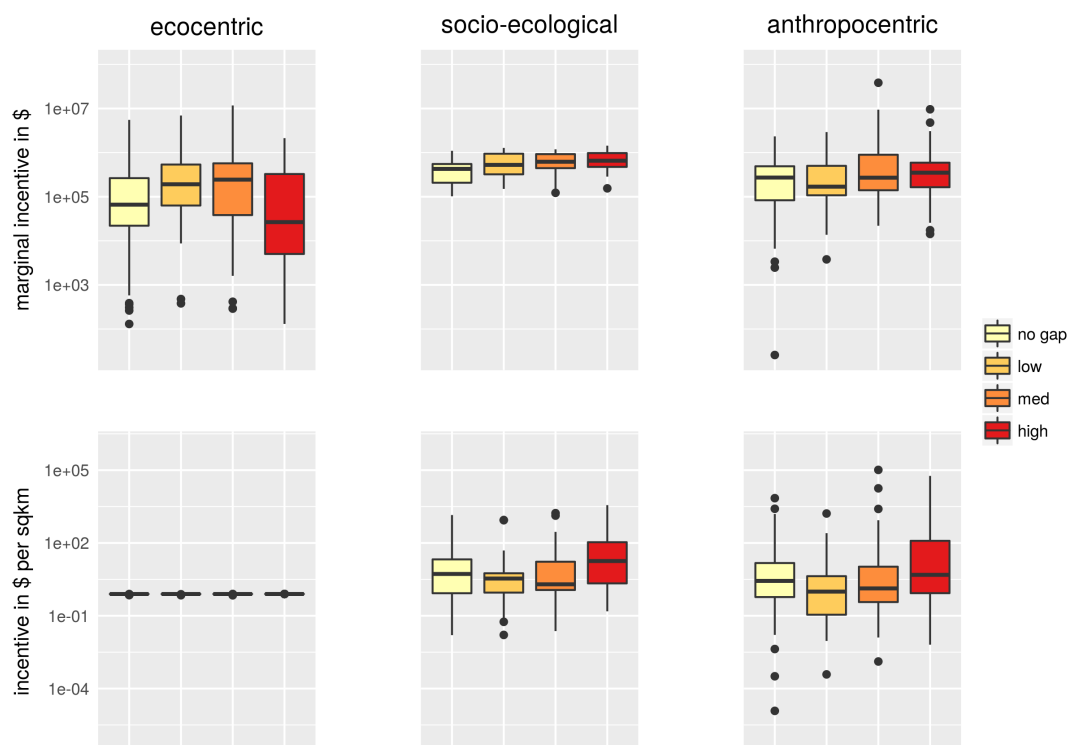 ecocentric
socio-ecological
anthropocentric
marginal incentive in $
1e+07
1e+05
1e+03
no gap
low
med
high
incentive in $ per sqkm
1e+05
1e+02
1e-01
1e-04